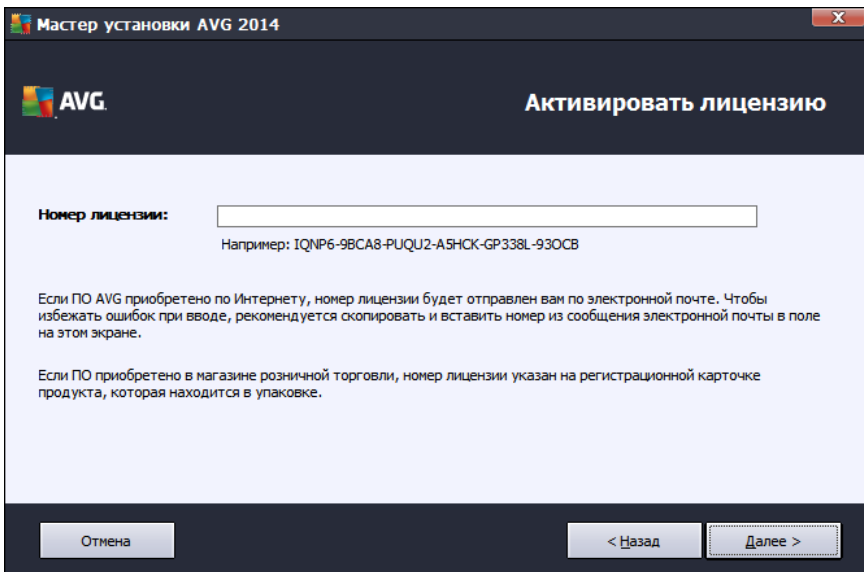 Мастер установки AVG 2014
X
AVG.
Активировать лицензию
Номер лицензии:
Например: IQNP6-9BCA8-PUQU2-A5HCK-GP338L-93OCB
Если ПО AVG приобретено по Интернету, номер лицензии будет отправлен вам по электронной почте. Чтобы
избежать ошибок при вводе, рекомендуется скопировать и вставить номер из сообщения электронной почты в поле
на этом экране.
Если ПО приобретено в магазине розничной торговли, номер лицензии указан на регистрационной карточке
продукта, которая находится в упаковке.
Отмена
< Назад
Далее >